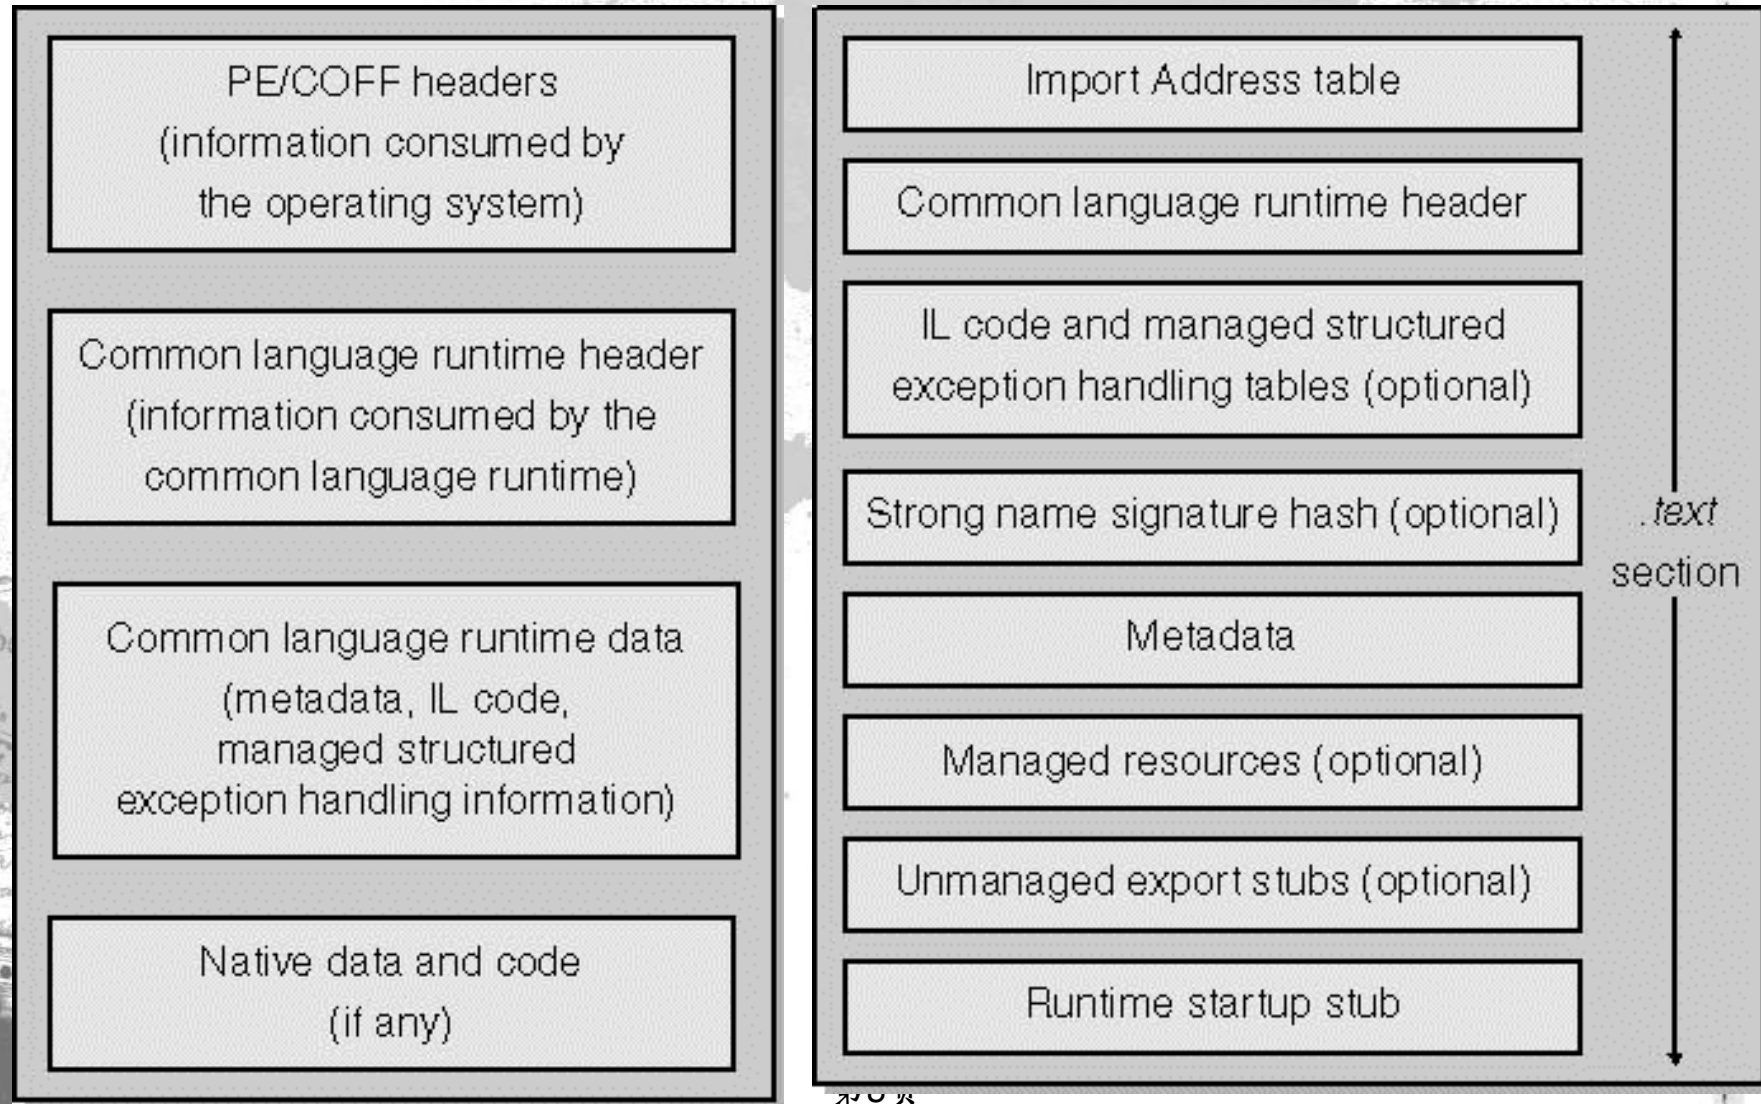 PE/COFF headers
(information consumed by
the operating system)
Common language runtime header
(information consumed by the
common language runtime)
Common language runtime data
(metadata, IL code,
managed structured
exception handling information)
Native data and code
(if any)
Import Address table
Common language runtime header
IL code and managed structured
exception handling tables (optional)
Strong name signature hash (optional)
Metadata
Managed resources (optional)
Unmanaged export stubs (optional)
Runtime startup stub
.text
section